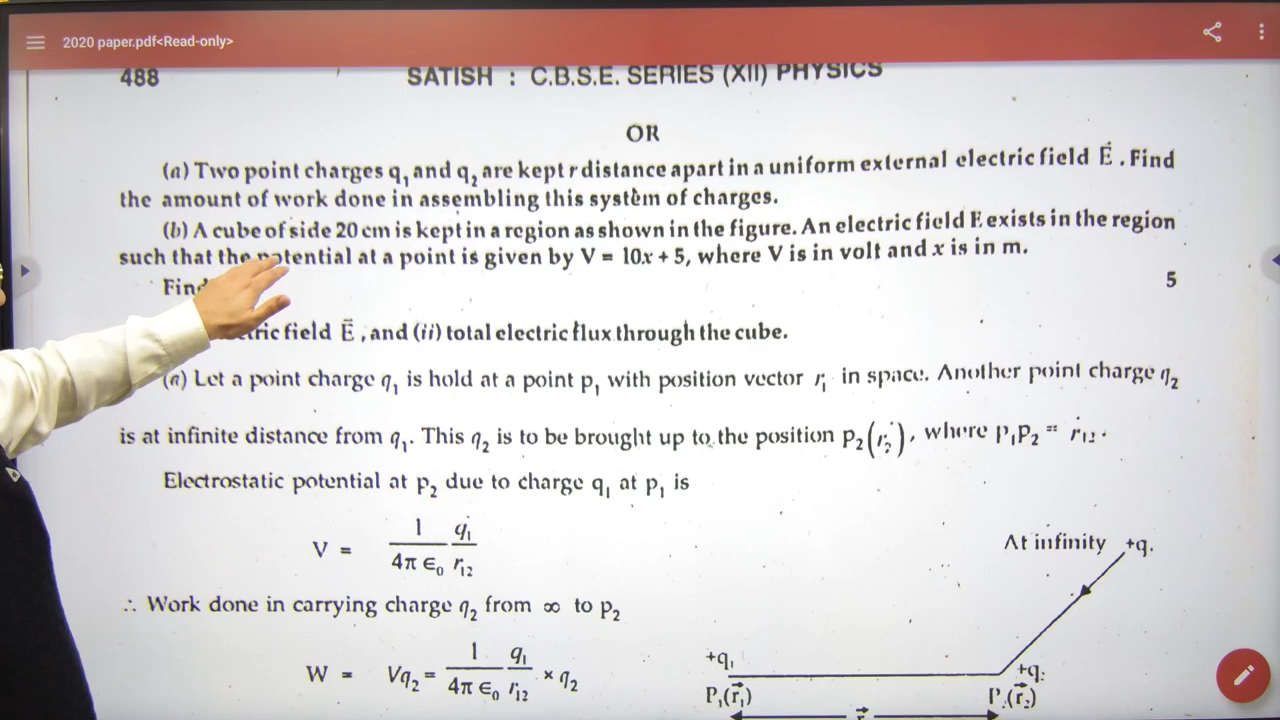 2020 paper.pdf<Read-only>
488 SATISH : C.B.S.E. SERIES (XII) PHYSICS
OR
(a) Two point charges q₁ and q₂ are kept r distance apart in a uniform external electric field E⃗. Find
the amount of work done in assembling this system of charges.
(b) A cube of side 20 cm is kept in a region as shown in the figure. An electric field E exists in the region
such that the potential at a point is given by V = 10x + 5, where V is in volt and x is in m.
Find 5
field E⃗, and (ii) total electric flux through the cube.
(a) Let a point charge q₁ is hold at a point p₁ with position vector r₁ in space. Another point charge q₂
is at infinite distance from q₁. This q₂ is to be brought up to the position p₂(r₂), where P₁P₂ = r₁₂.
Electrostatic potential at p₂ due to charge q₁ at p₁ is
V = 1/4π ∈₀ q₁/r₁₂
At infinity +q.
∴ Work done in carrying charge q₂ from ∞ to p₂
W = Vq₂ = 1/4π ∈₀ q₁/r₁₂ × q₂
+q₁ +q.
P₁(r⃗₁) P.(r⃗₂)